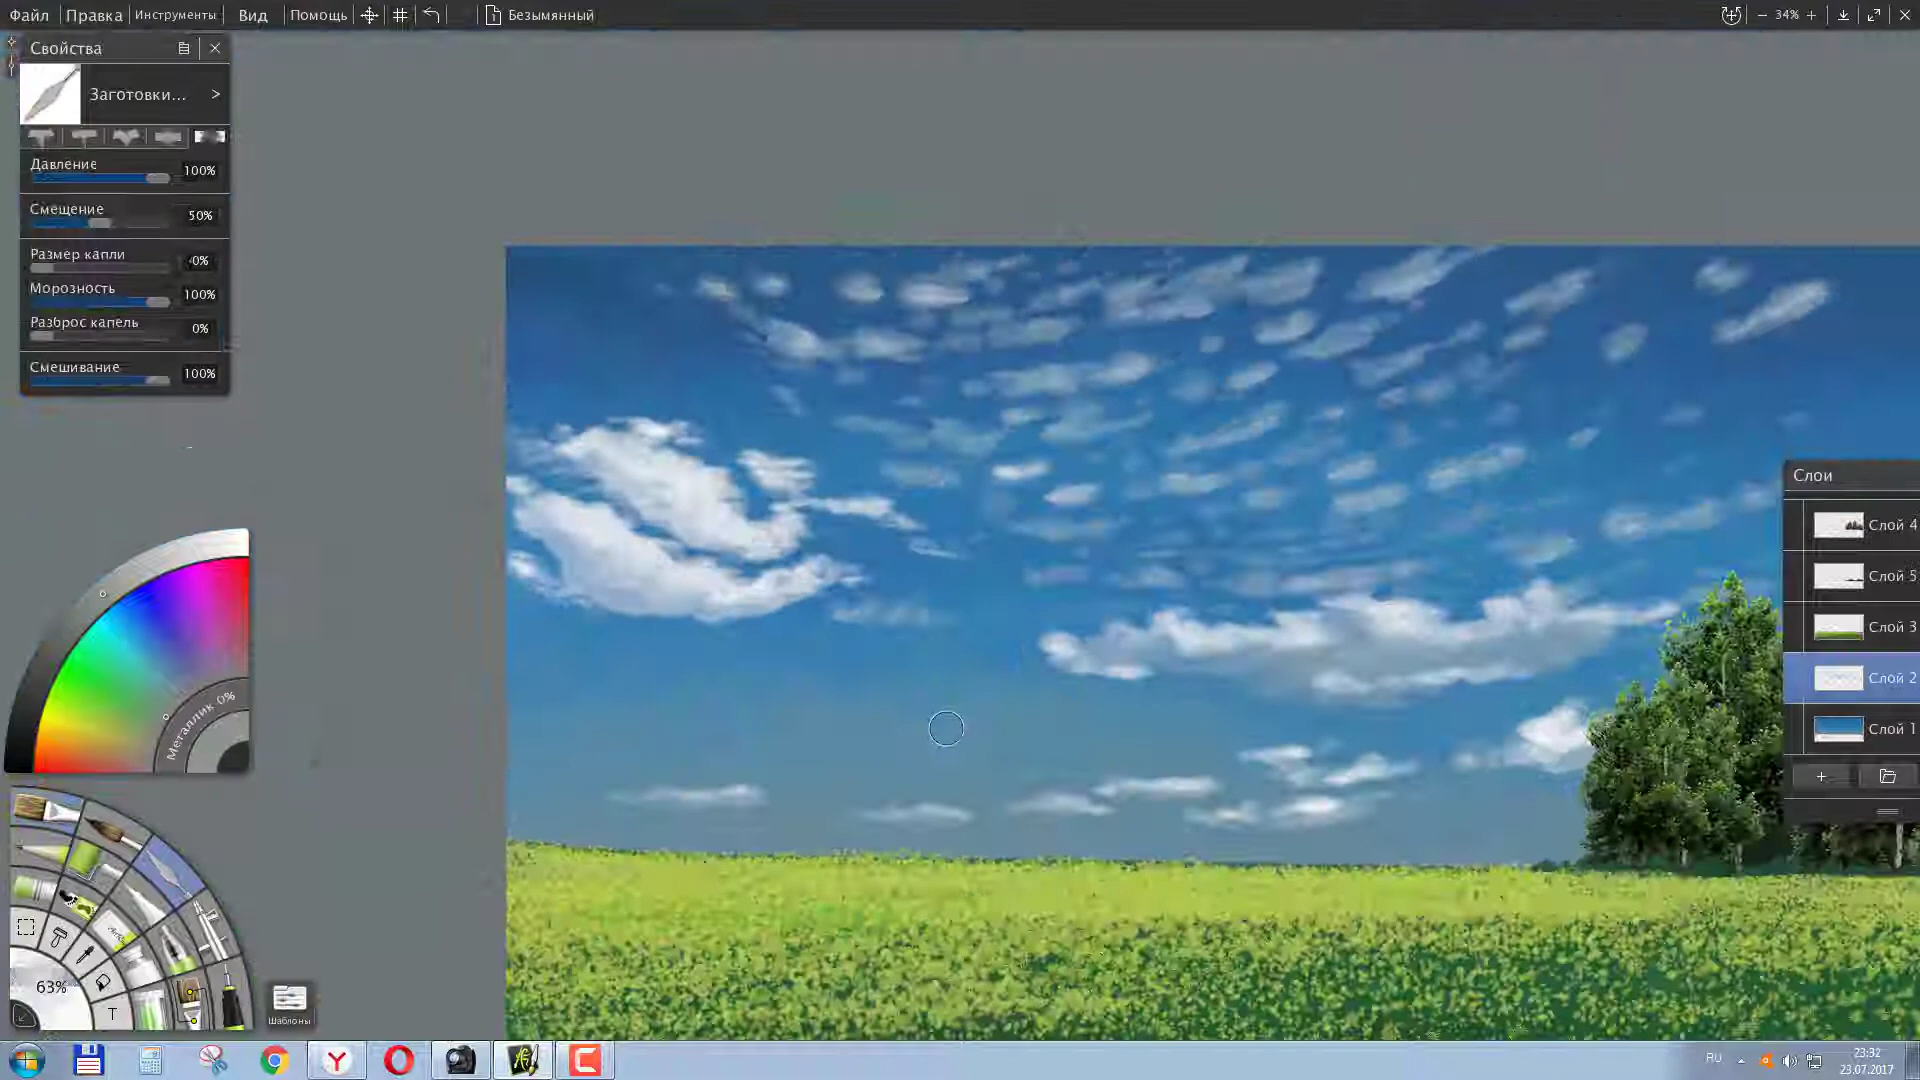 Файл Правка Инструменты Вид Помощь Безымянный 34%
Свойства
Заготовки... >
Давление 100%
Смещение 50%
Размер капли 0%
Морозность 100%
Разброс капель 0%
Смешивание 100%
Металлик 0%
63%
T
Шаблоны
Слои
Слой 4
Слой 5
Слой 3
Слой 2
Слой 1
RU
23:32
23.07.2017